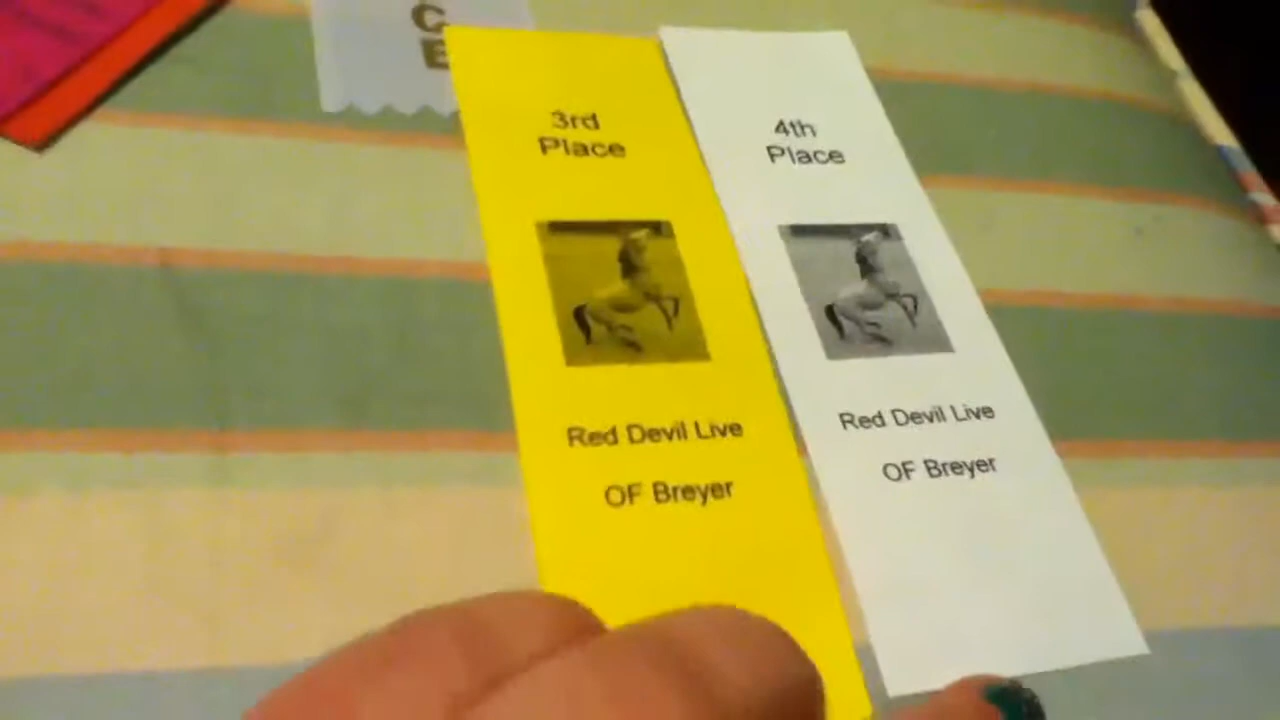 C
E
3rd
Place
Red Devil Live
OF Breyer
4th
Place
Red Devil Live
OF Breyer